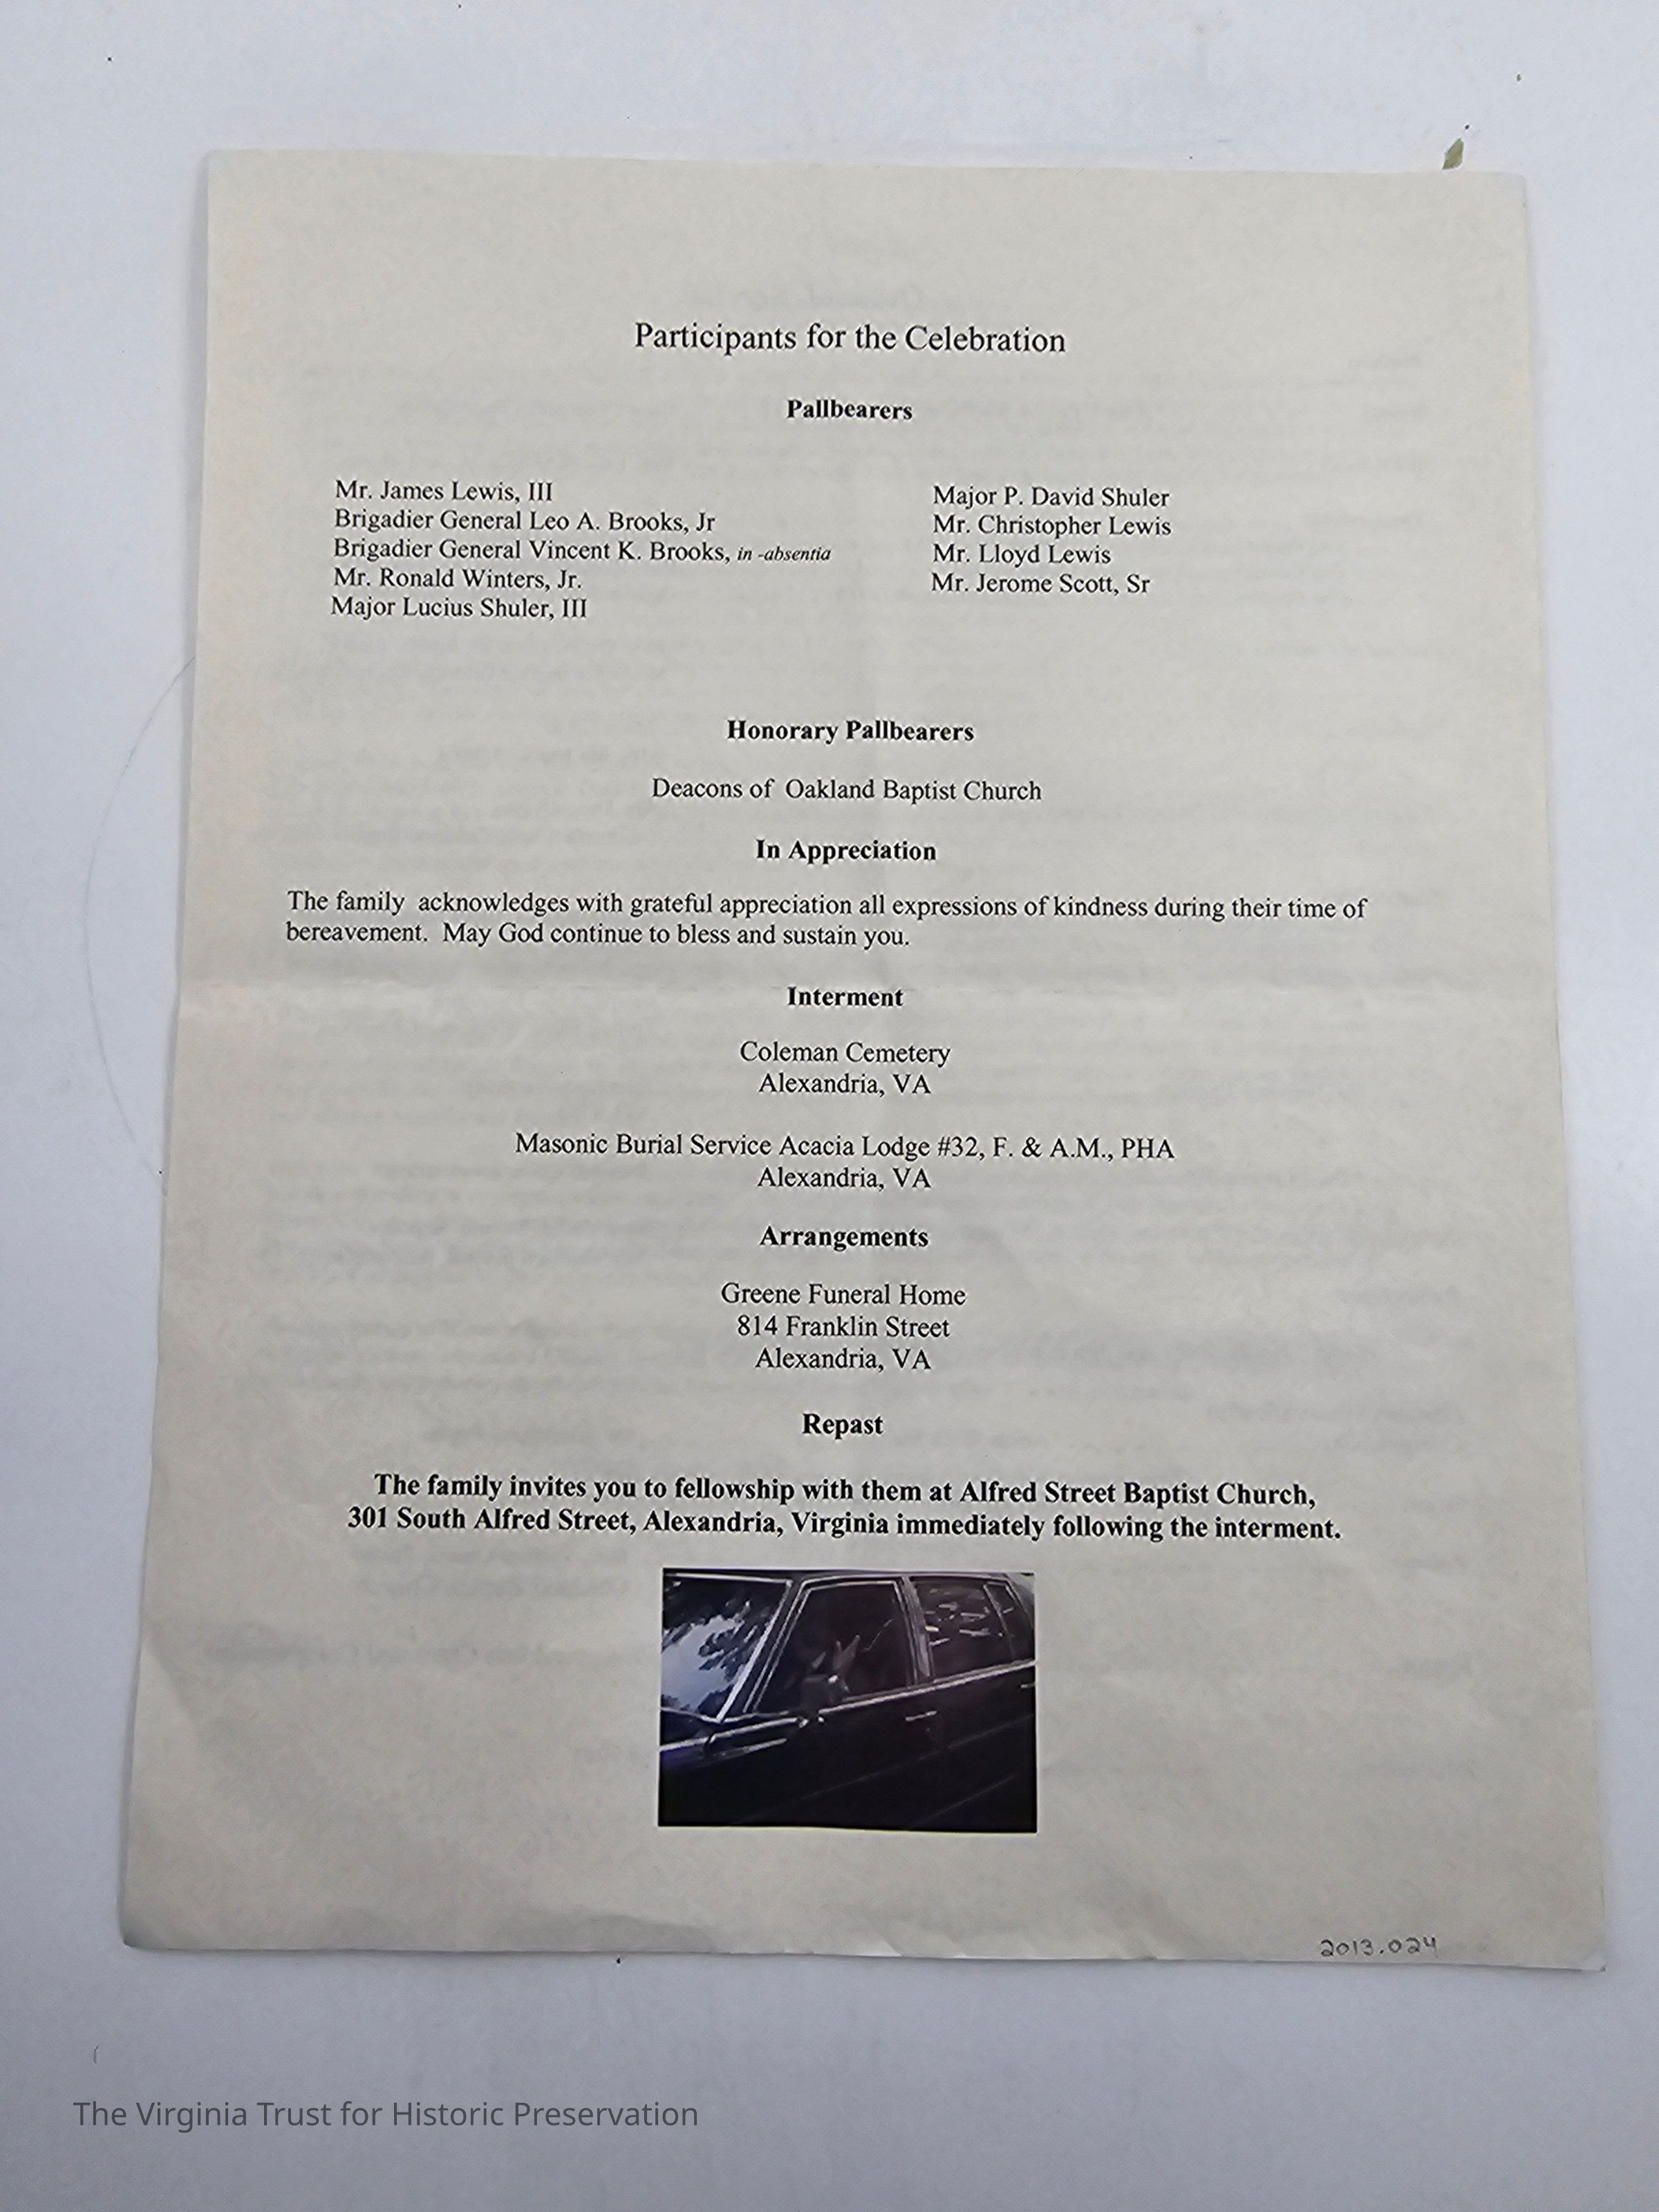 Participants for the Celebration
Pallbearers
Mr. James Lewis, III
Brigadier General Leo A. Brooks, Jr
Brigadier General Vincent K. Brooks, in -absentia
Mr. Ronald Winters, Jr.
Major Lucius Shuler, III
Major P. David Shuler
Mr. Christopher Lewis
Mr. Lloyd Lewis
Mr. Jerome Scott, Sr
Honorary Pallbearers
Deacons of Oakland Baptist Church
In Appreciation
The family acknowledges with grateful appreciation all expressions of kindness during their time of
bereavement. May God continue to bless and sustain you.
Interment
Coleman Cemetery
Alexandria, VA
Masonic Burial Service Acacia Lodge #32, F. & A.M., PHA
Alexandria, VA
Arrangements
Greene Funeral Home
814 Franklin Street
Alexandria, VA
Repast
The family invites you to fellowship with them at Alfred Street Baptist Church,
301 South Alfred Street, Alexandria, Virginia immediately following the interment.
2013.024
The Virginia Trust for Historic Preservation